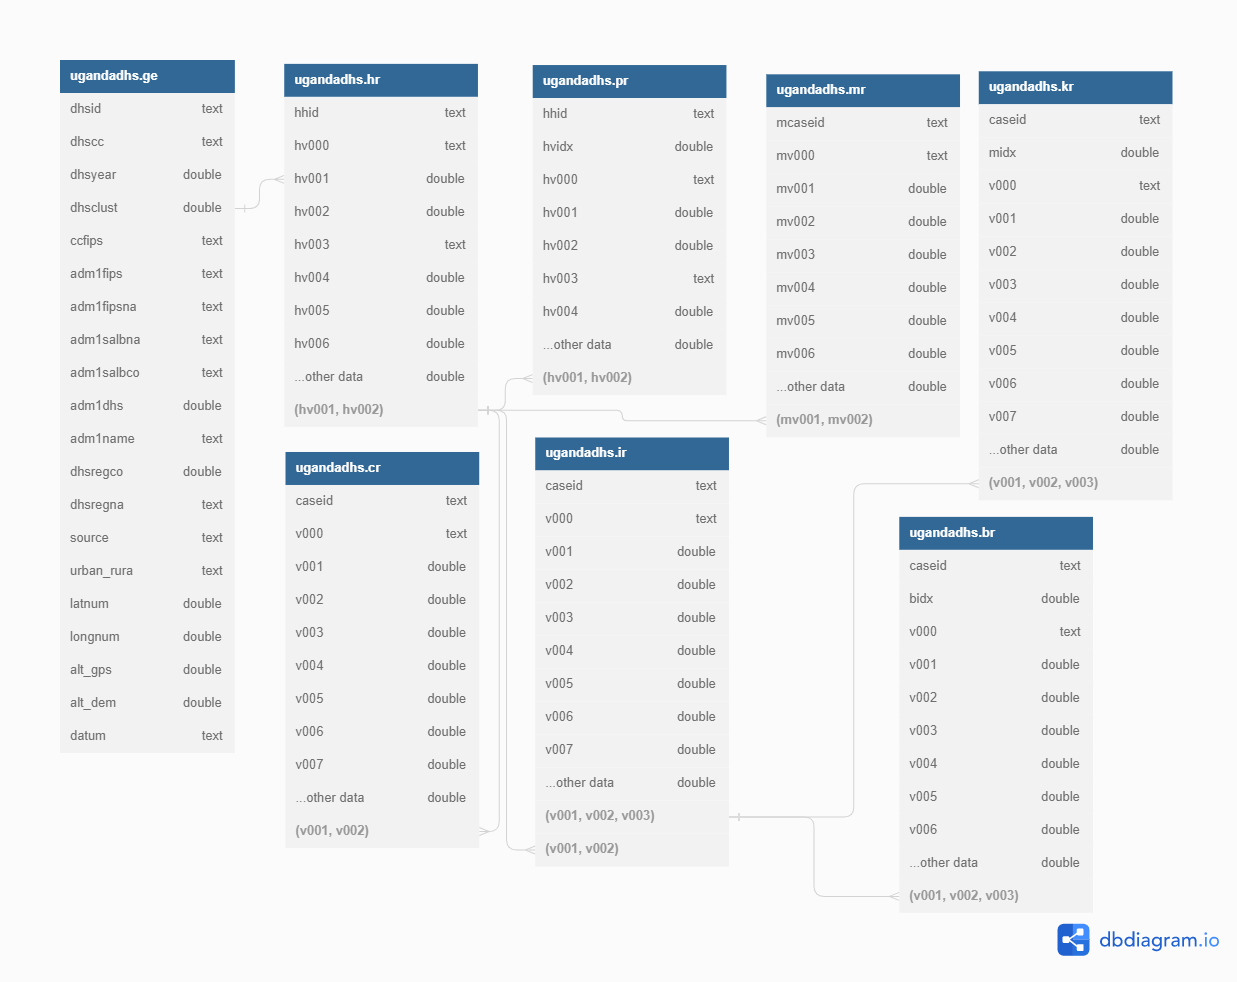 ugandadhs.ge
dhsid text
dhscc text
dhsyear double
dhsclust double
ccfips text
adm1fips text
adm1fipsna text
adm1salbna text
adm1salbco text
adm1dhs double
adm1name text
dhsregco double
dhsregna text
source text
urban_rura text
latnum double
longnum double
alt_gps double
alt_dem double
datum text
ugandadhs.hr
hhid text
hv000 text
hv001 double
hv002 double
hv003 text
hv004 double
hv005 double
hv006 double
...other data double
(hv001, hv002)
ugandadhs.pr
hhid text
hvidx double
hv000 text
hv001 double
hv002 double
hv003 text
hv004 double
...other data double
(hv001, hv002)
ugandadhs.mr
mcaseid text
mv000 text
mv001 double
mv002 double
mv003 double
mv004 double
mv005 double
mv006 double
...other data double
(mv001, mv002)
ugandadhs.kr
caseid text
midx double
v000 text
v001 double
v002 double
v003 double
v004 double
v005 double
v006 double
v007 double
...other data double
(v001, v002, v003)
ugandadhs.cr
caseid text
v000 text
v001 double
v002 double
v003 double
v004 double
v005 double
v006 double
v007 double
...other data double
(v001, v002)
ugandadhs.ir
caseid text
v000 text
v001 double
v002 double
v003 double
v004 double
v005 double
v006 double
v007 double
...other data double
(v001, v002, v003)
(v001, v002)
ugandadhs.br
caseid text
bidx double
v000 text
v001 double
v002 double
v003 double
v004 double
v005 double
v006 double
...other data double
(v001, v002, v003)
dbdiagram.io